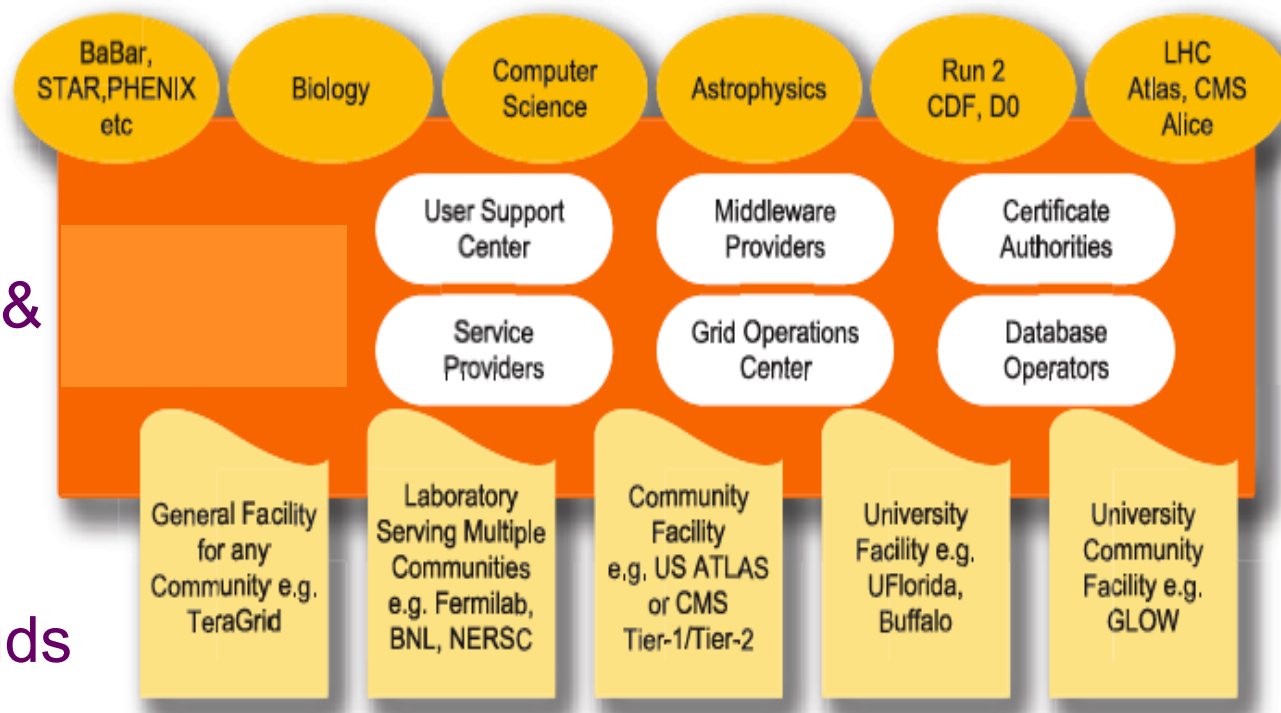 BaBar,
STAR,PHENIX
etc
Biology
Computer
Science
Astrophysics
Run 2
CDF, D0
LHC
Atlas, CMS
Alice
User Support
Center
Middleware
Providers
Certificate
Authorities
&
Service
Providers
Grid Operations
Center
Database
Operators
General Facility
for any
Community e.g.
TeraGrid
Laboratory
Serving Multiple
Communities
e.g. Fermilab,
BNL, NERSC
Community
Facility
e,g, US ATLAS
or CMS
Tier-1/Tier-2
University
Facility e.g.
UFlorida,
Buffalo
University
Community
Facility e.g.
GLOW
ds